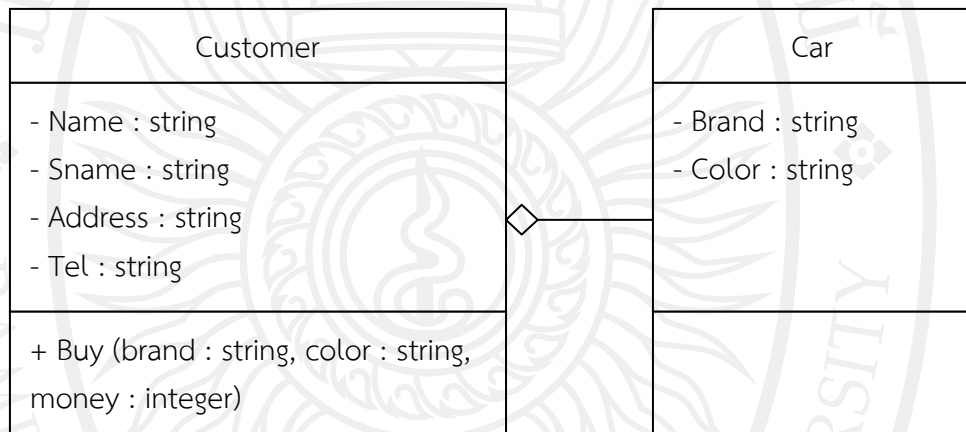 Customer
- Name : string
- Sname : string
- Address : string
- Tel : string
+ Buy (brand : string, color : string,
money : integer)
Car
- Brand : string
- Color : string
RSITY